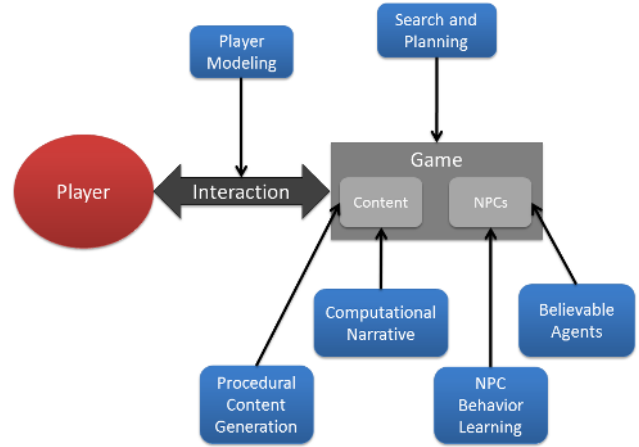 Search and
Planning
Player
Modeling
Game
Player
Interaction
Content
NPCs
Computational
Narrative
Believable
Agents
Procedural
Content
Generation
NPC
Behavior
Learning